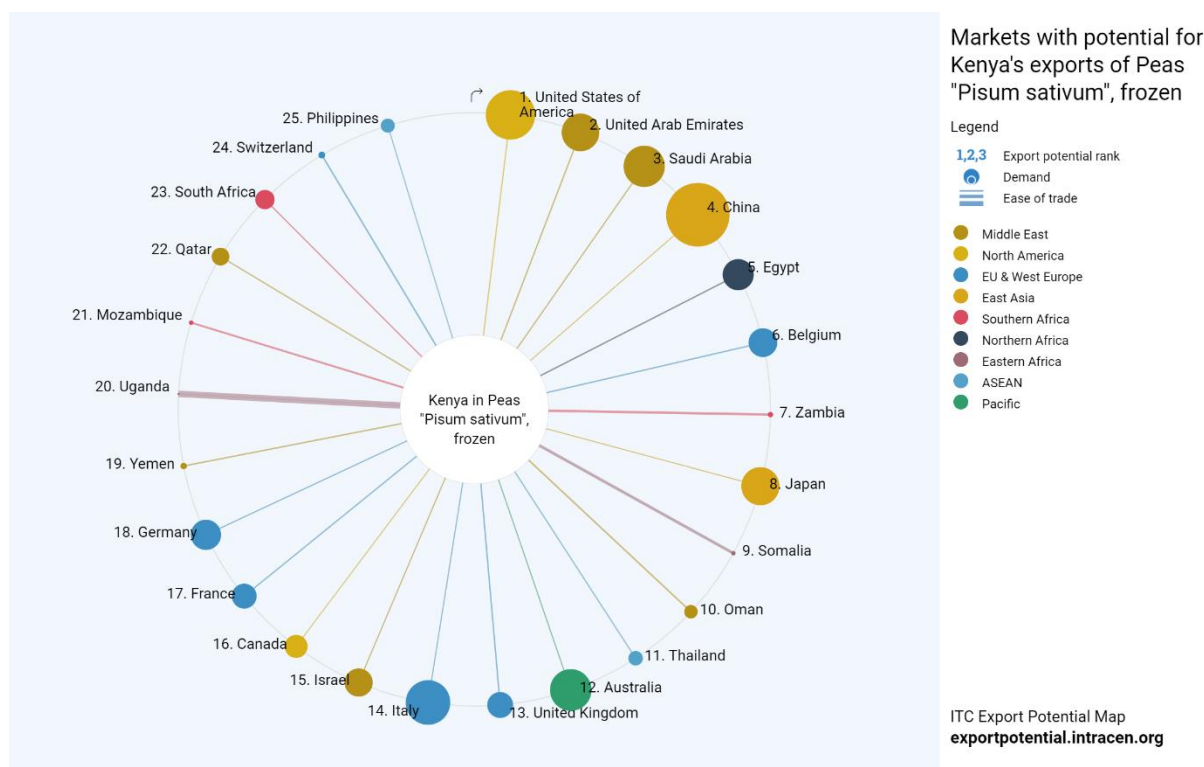 Markets with potential for
Kenya's exports of Peas
"Pisum sativum", frozen
Legend
1,2,3 Export potential rank
Demand
Ease of trade
Middle East
North America
EU & West Europe
East Asia
Southern Africa
Northern Africa
Eastern Africa
ASEAN
Pacific
1. United States of
America
2. United Arab Emirates
3. Saudi Arabia
4. China
5. Egypt
6. Belgium
7. Zambia
8. Japan
9. Somalia
10. Oman
11. Thailand
12. Australia
13. United Kingdom
14. Italy
15. Israel
16. Canada
17. France
18. Germany
19. Yemen
20. Uganda
21. Mozambique
22. Qatar
23. South Africa
24. Switzerland
25. Philippines
Kenya in Peas
"Pisum sativum",
frozen
ITC Export Potential Map
exportpotential.intracen.org